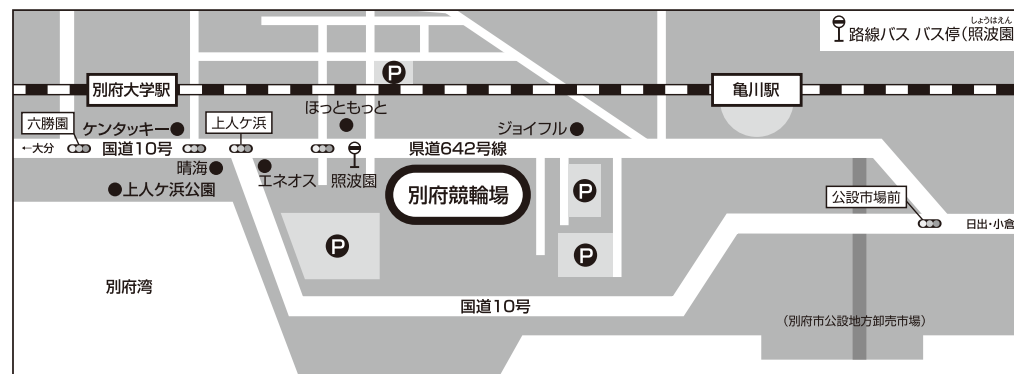 しょうはえん
路線バス バス停(照波園
P
別府大学駅
亀川駅
ほっともっと
六勝園
ケンタッキー
上人ケ浜
ジョイフル
←大分
国道10号
県道642号線
晴海
エネオス
照波園
上人ケ浜公園
別府競輪場
P
公設市場前
日出・小倉
P
P
別府湾
国道10号
(別府市公設地方卸売市場)